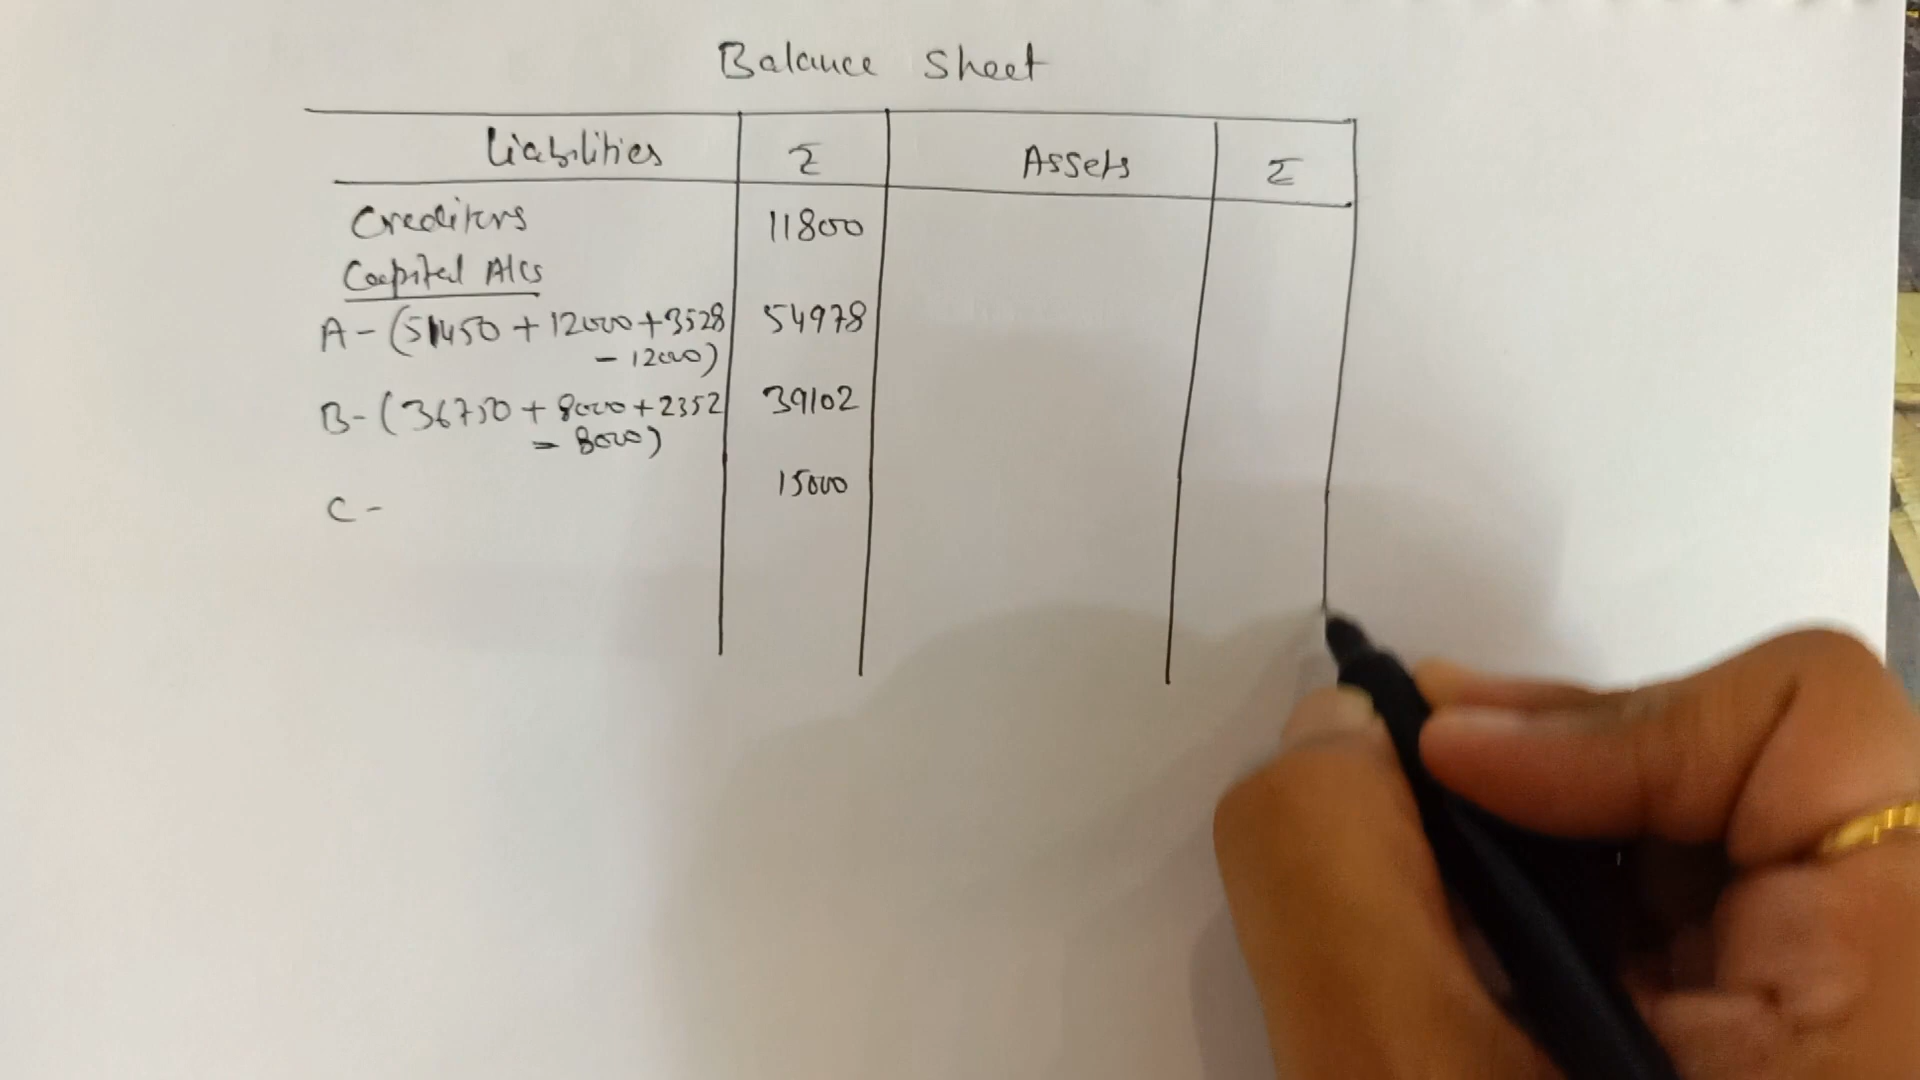 Balance Sheet
Liabilities ₹ Assets ₹
Creditors 11800
Capital A/cs
A - (51450 + 12000 + 3528 54978
- 12000)
B - (36750 + 8000 + 2352 39102
- 8000)
C - 15000